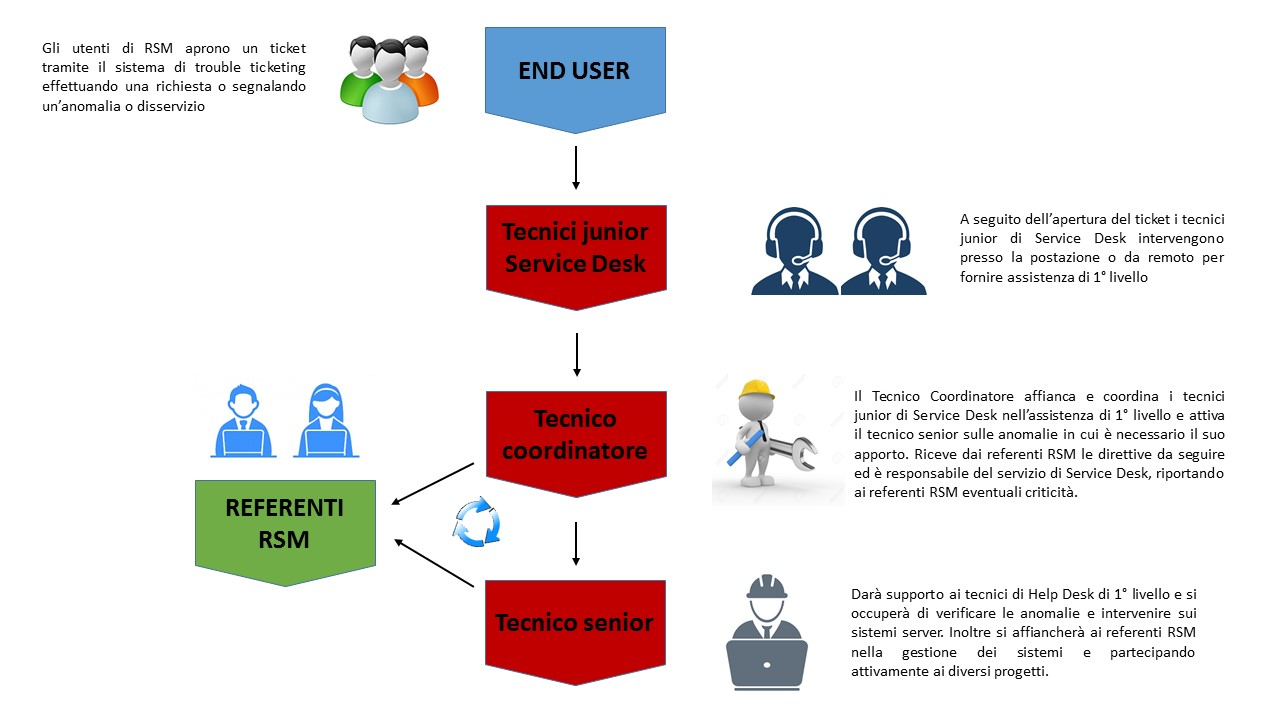 Gli utenti di RSM aprono un ticket
tramite il sistema di trouble ticketing
effettuando una richiesta o segnalando
un'anomalia o disservizio
END USER
Tecnici junior
Service Desk
A seguito dell'apertura del ticket i tecnici
junior di Service Desk intervengono
presso la postazione o da remoto per
fornire assistenza di 1° livello
Tecnico
coordinatore
Il Tecnico Coordinatore affianca e coordina i tecnici
junior di Service Desk nell'assistenza di 1° livello e attiva
il tecnico senior sulle anomalie in cui è necessario il suo
apporto. Riceve dai referenti RSM le direttive da seguire
ed è responsabile del servizio di Service Desk, riportando
ai referenti RSM eventuali criticità.
REFERENTI
RSM
Tecnico senior
Darà supporto ai tecnici di Help Desk di 1° livello e si
occuperà di verificare le anomalie e intervenire sui
sistemi server. Inoltre si affiancherà ai referenti RSM
nella gestione dei sistemi e partecipando
attivamente ai diversi progetti.